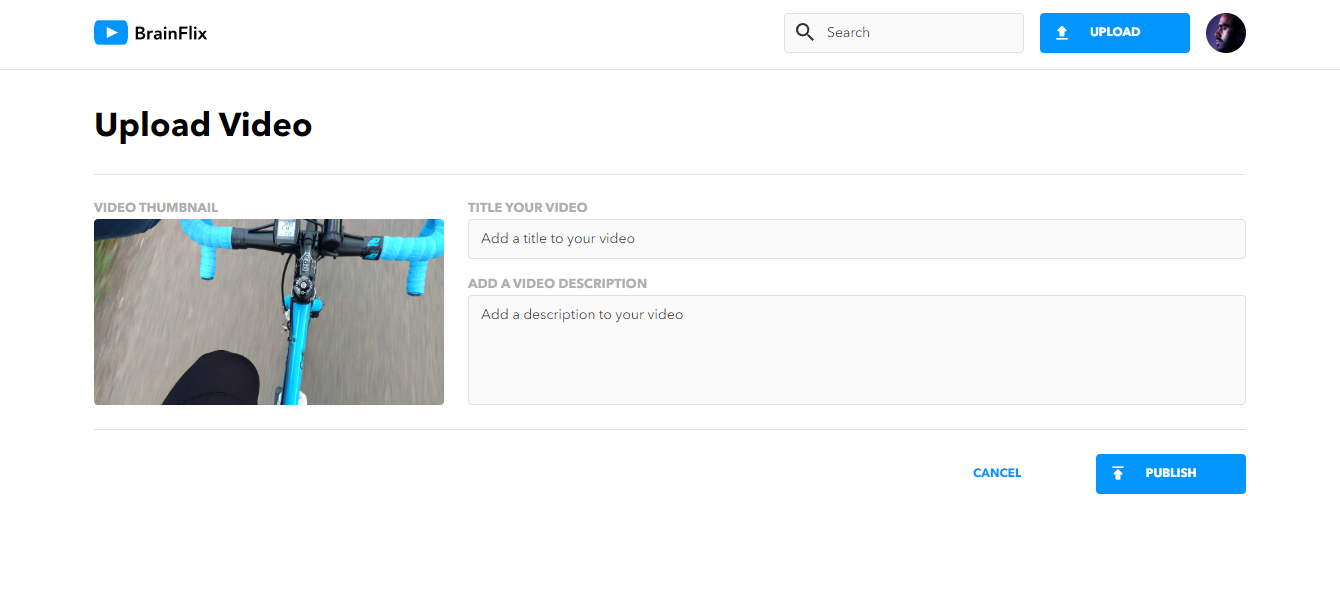 BrainFlix
Search
UPLOAD
Upload Video
VIDEO THUMBNAIL
TITLE YOUR VIDEO
Add a title to your video
ADD A VIDEO DESCRIPTION
Add a description to your video
CANCEL
PUBLISH